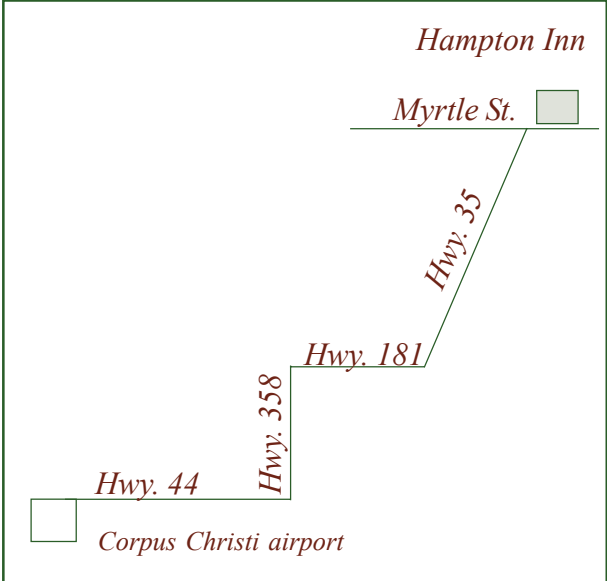 Hampton Inn
Myrtle St.
Hwy. 35
Hwy. 181
Hwy. 358
Hwy. 44
Corpus Christi airport